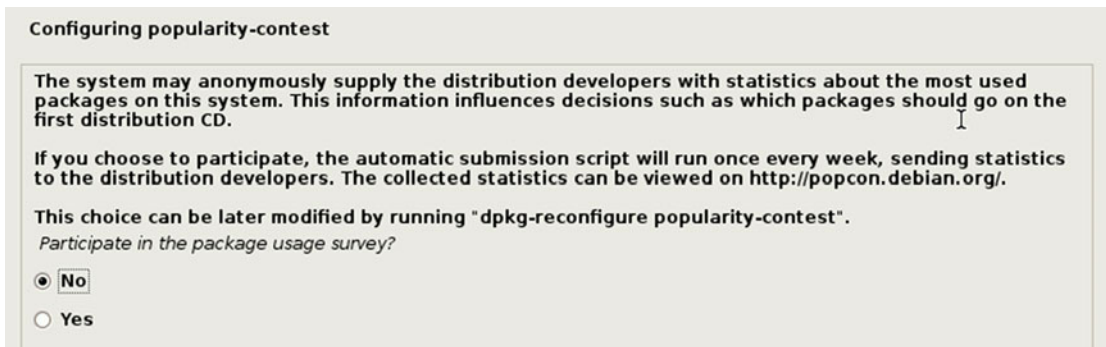 Configuring popularity-contest
The system may anonymously supply the distribution developers with statistics about the most used
packages on this system. This information influences decisions such as which packages should go on the
first distribution CD.
If you choose to participate, the automatic submission script will run once every week, sending statistics
to the distribution developers. The collected statistics can be viewed on http://popcon.debian.org/.
This choice can be later modified by running "dpkg-reconfigure popularity-contest".
Participate in the package usage survey?
No
Yes